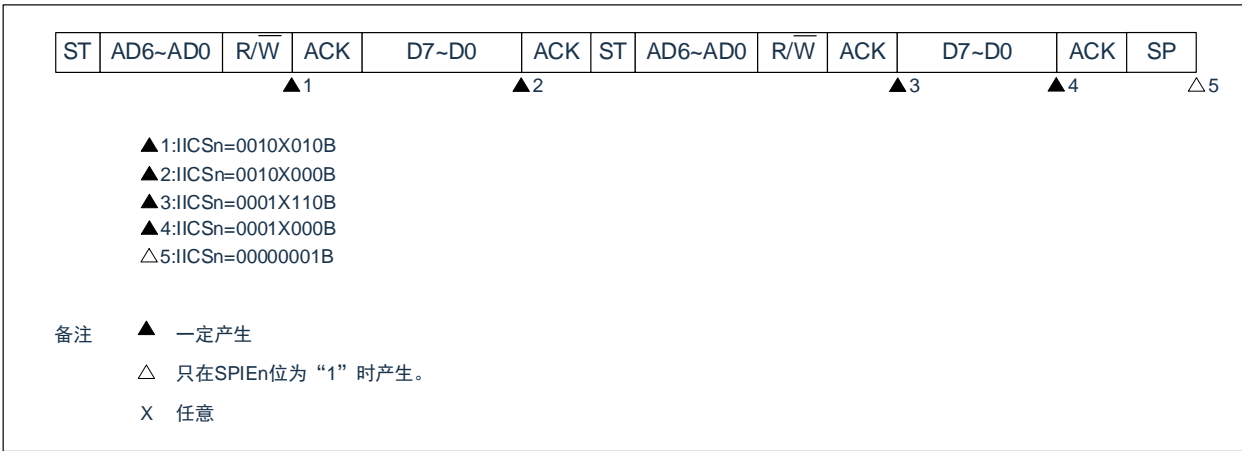 ST AD6~AD0 R/W̅ ACK D7~D0 ACK ST AD6~AD0 R/W̅ ACK D7~D0 ACK SP
▲1 ▲2 ▲3 ▲4 △5
▲1:IICSn=0010X010B
▲2:IICSn=0010X000B
▲3:IICSn=0001X110B
▲4:IICSn=0001X000B
△5:IICSn=00000001B
备注 ▲ 一定产生
△ 只在SPIEn位为“1”时产生。
X 任意